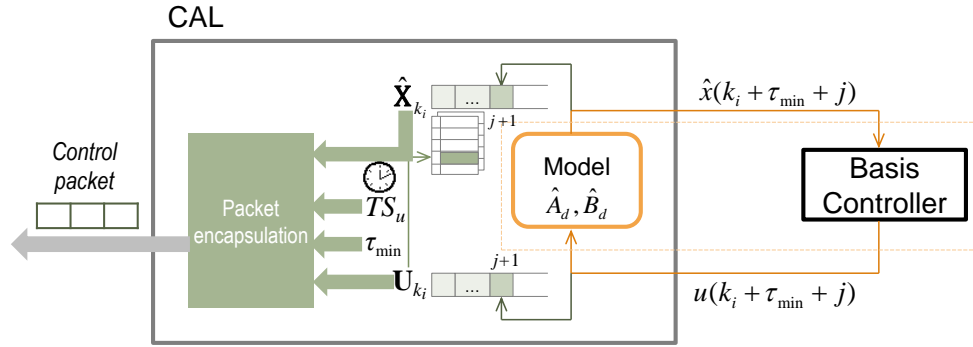 CAL
X̂_{k_i}
...
j+1
x̂(k_i + τ_min + j)
Control
packet
Packet
encapsulation
TS_u
τ_min
U_{k_i}
Model
Â_d, B̂_d
Basis
Controller
j+1
...
u(k_i + τ_min + j)